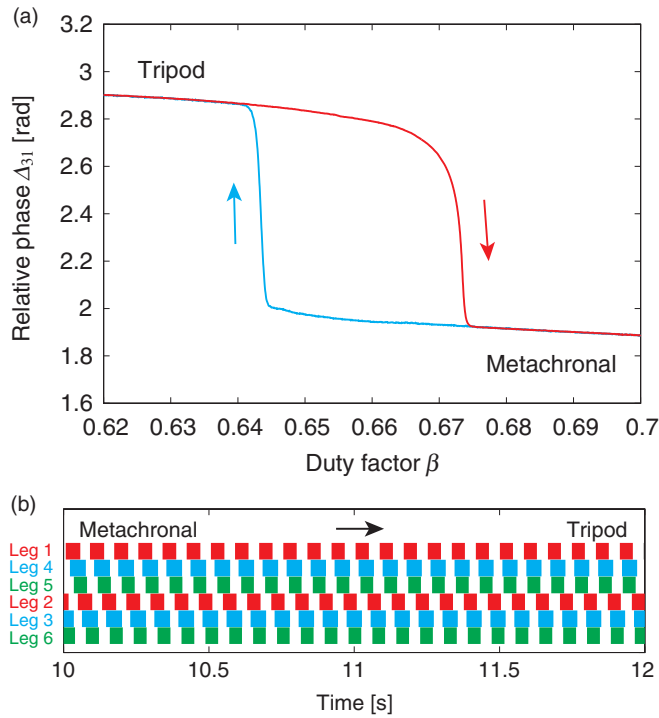 (a)
3.2
3
2.8
2.6
2.4
2.2
2
1.8
1.6
Relative phase Δ31 [rad]
Tripod
Metachronal
0.62 0.63 0.64 0.65 0.66 0.67 0.68 0.69 0.7
Duty factor β
(b)
Metachronal Tripod
Leg 1
Leg 4
Leg 5
Leg 2
Leg 3
Leg 6
10 10.5 11 11.5 12
Time [s]